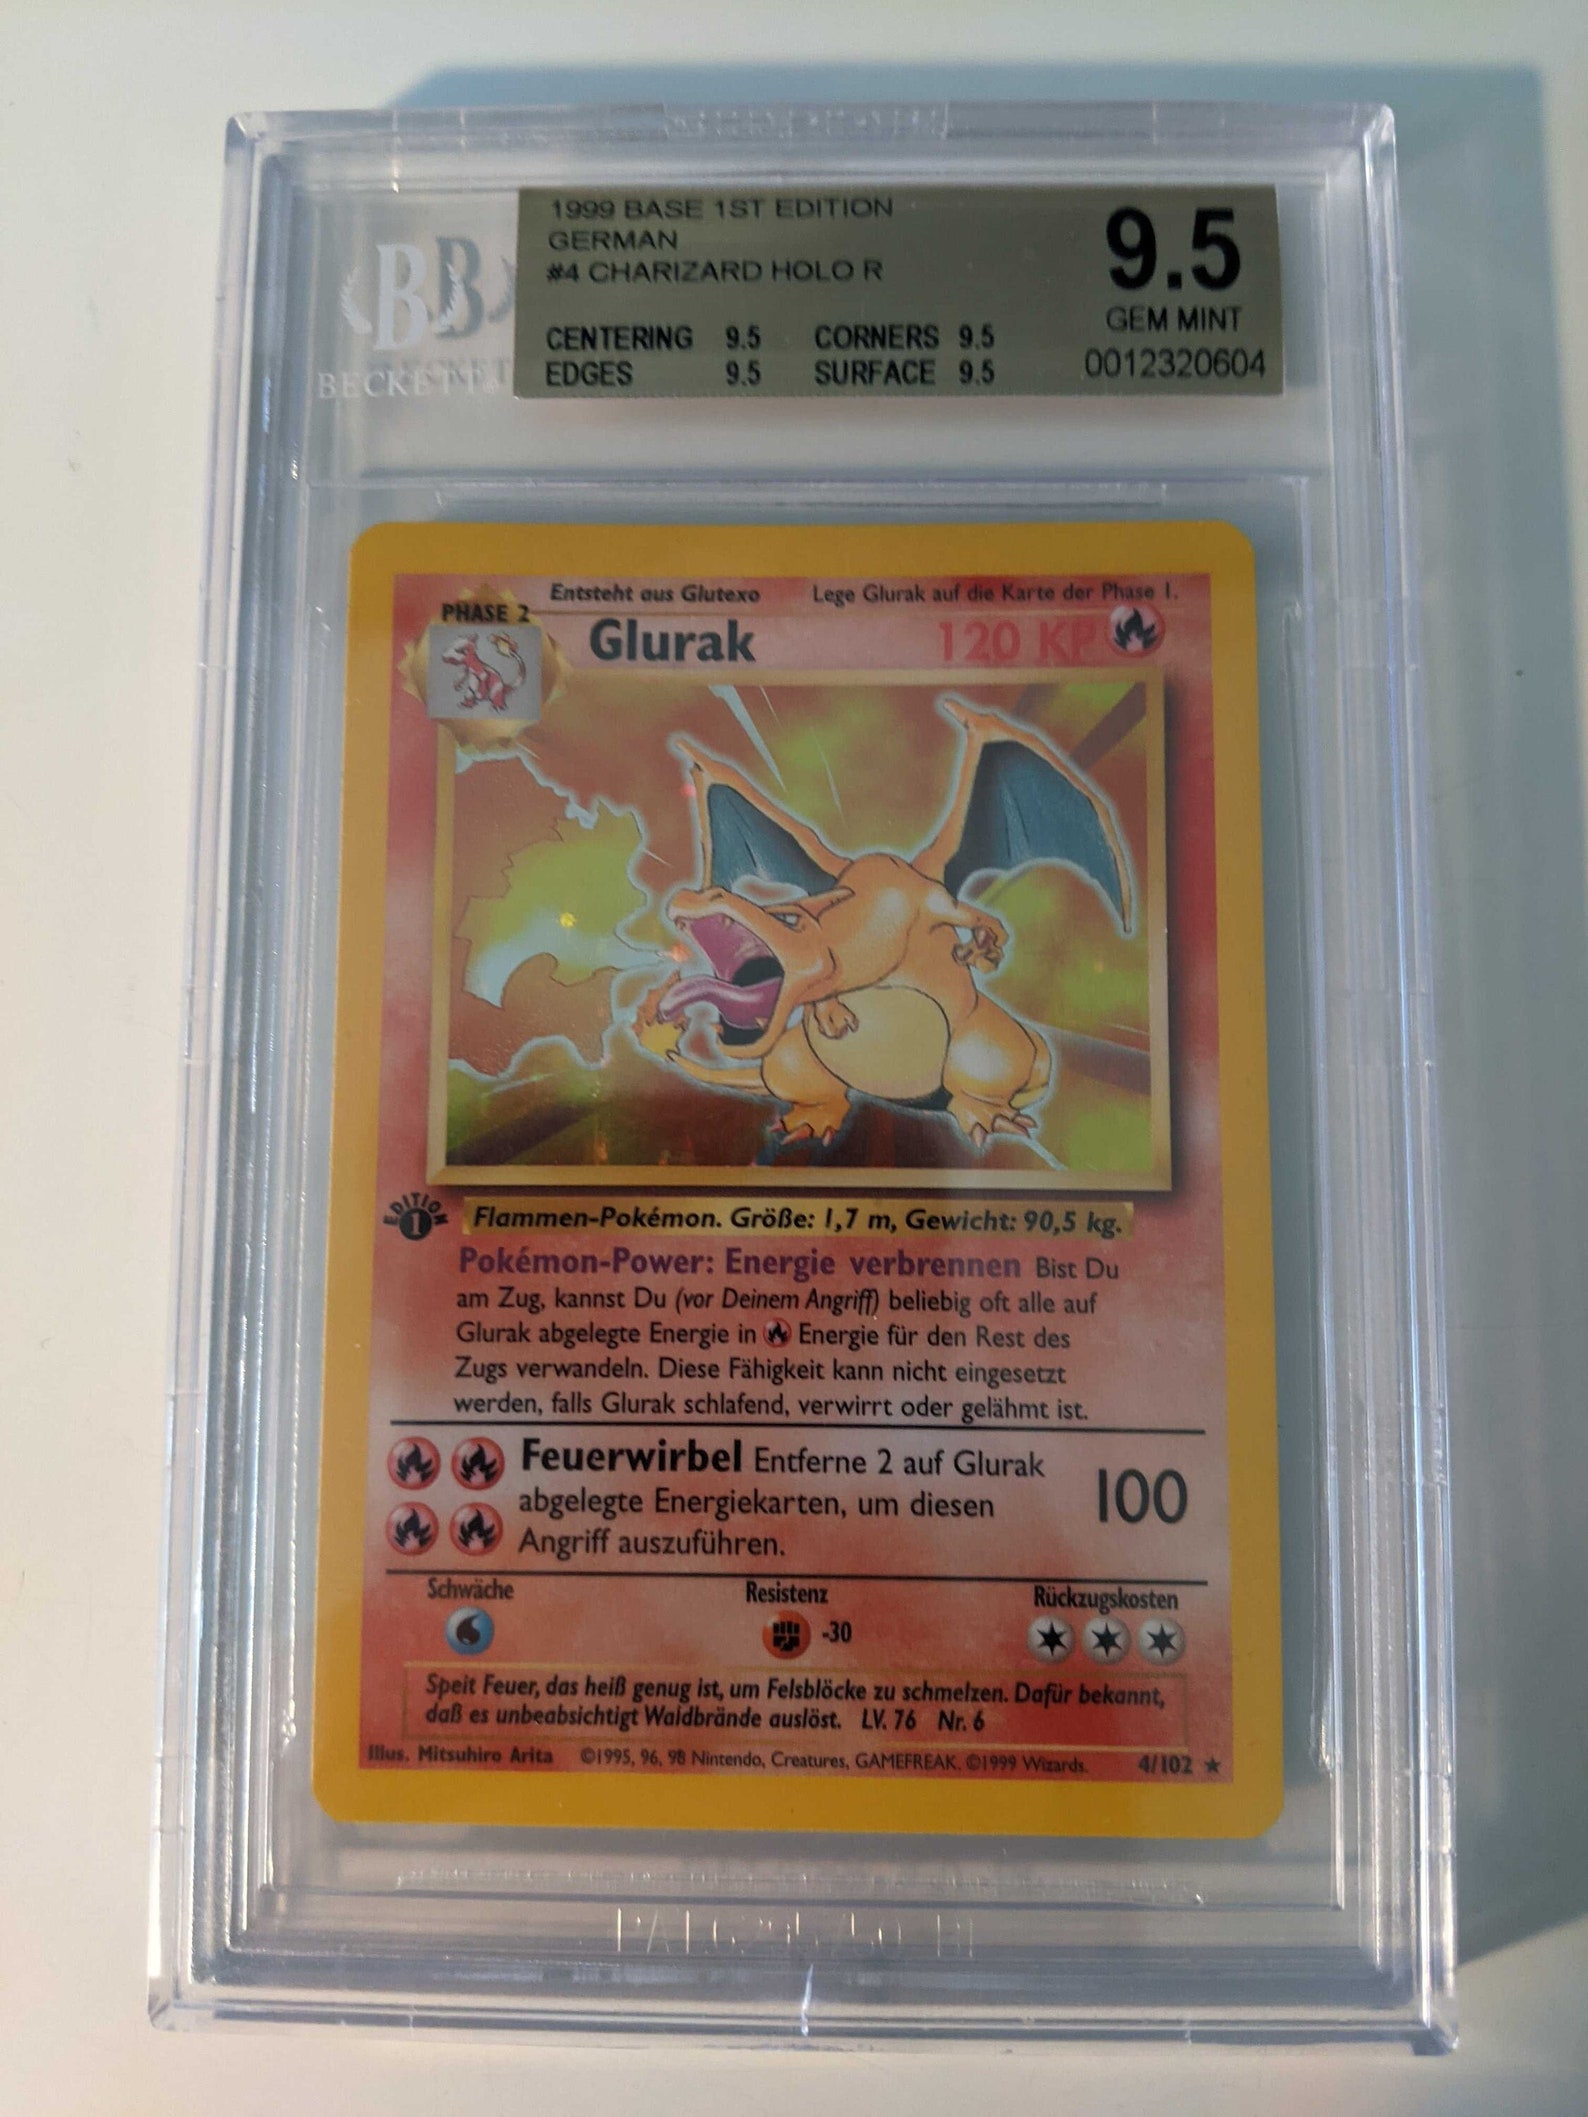 1999 BASE 1ST EDITION
GERMAN
#4 CHARIZARD HOLO R
9.5
GEM MINT
0012320604
CENTERING 9.5 CORNERS 9.5
EDGES 9.5 SURFACE 9.5
B
BECKETT
Entsteht aus Glutexo Lege Glurak auf die Karte der Phase 1.
PHASE 2
Glurak 120 KP
EDITION
1
Flammen-Pokémon. Größe: 1,7 m, Gewicht: 90,5 kg.
Pokémon-Power: Energie verbrennen Bist Du
am Zug, kannst Du (vor Deinem Angriff) beliebig oft alle auf
Glurak abgelegte Energie in Energie für den Rest des
Zugs verwandeln. Diese Fähigkeit kann nicht eingesetzt
werden, falls Glurak schlafend, verwirrt oder gelähmt ist.
Feuerwirbel Entferne 2 auf Glurak
abgelegte Energiekarten, um diesen
Angriff auszuführen.
100
Schwäche Resistenz Rückzugskosten
-30
Speit Feuer, das heiß genug ist, um Felsblöcke zu schmelzen. Dafür bekannt,
daß es unbeabsichtigt Waldbrände auslöst. LV. 76 Nr. 6
Illus. Mitsuhiro Arita ©1995, 96, 98 Nintendo, Creatures, GAMEFREAK. ©1999 Wizards. 4/102 ★